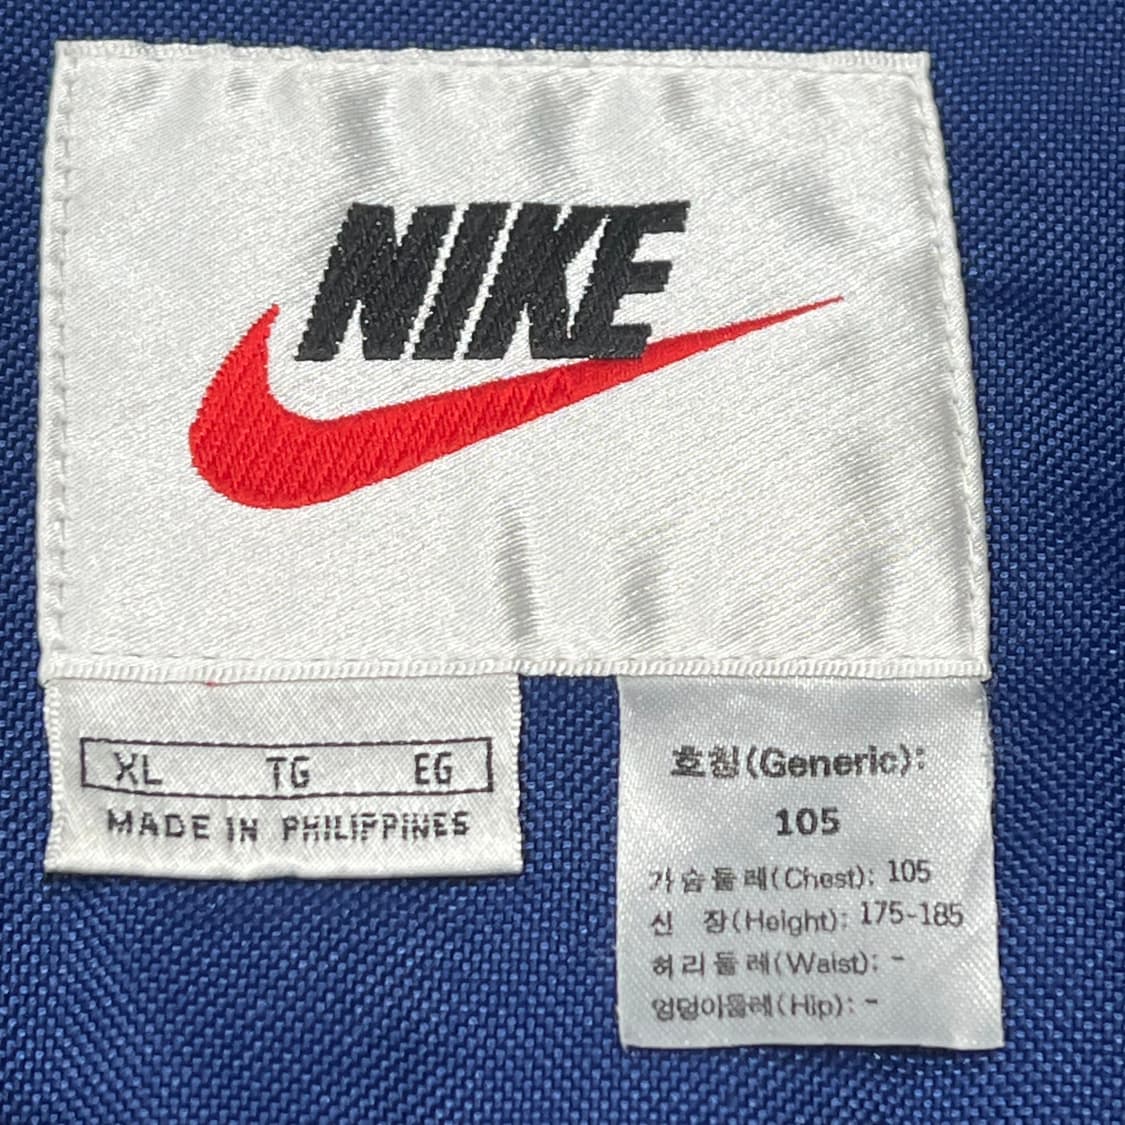 NIKE
XL TG EG
MADE IN PHILIPPINES
호칭(Generic):
105
가슴둘레(Chest): 105
신 장(Height): 175-185
허리둘레(Waist): -
엉덩이둘레(Hip): -